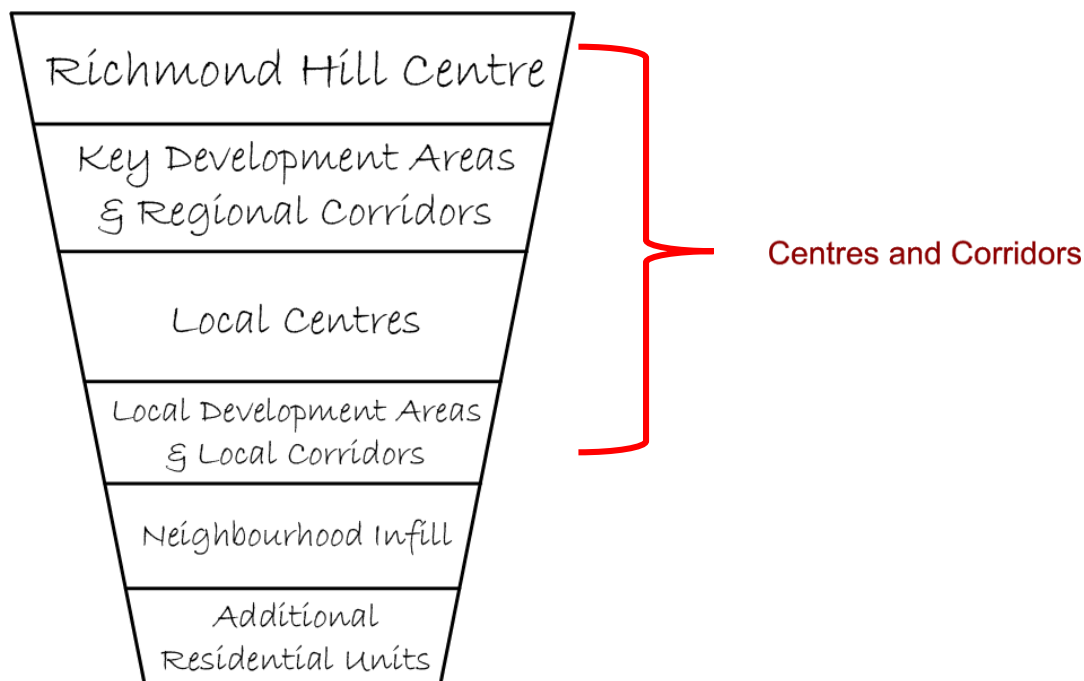 Richmond Hill Centre
Key Development Areas
& Regional Corridors
Local Centres
Local Development Areas
& Local Corridors
Neighbourhood Infill
Additional
Residential Units
Centres and Corridors